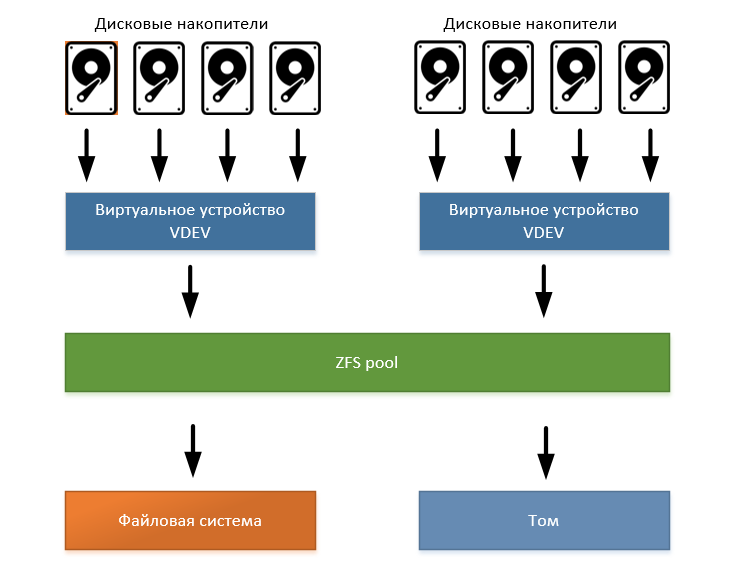 Дисковые накопители
Дисковые накопители
Виртуальное устройство
VDEV
Виртуальное устройство
VDEV
ZFS pool
Файловая система
Том